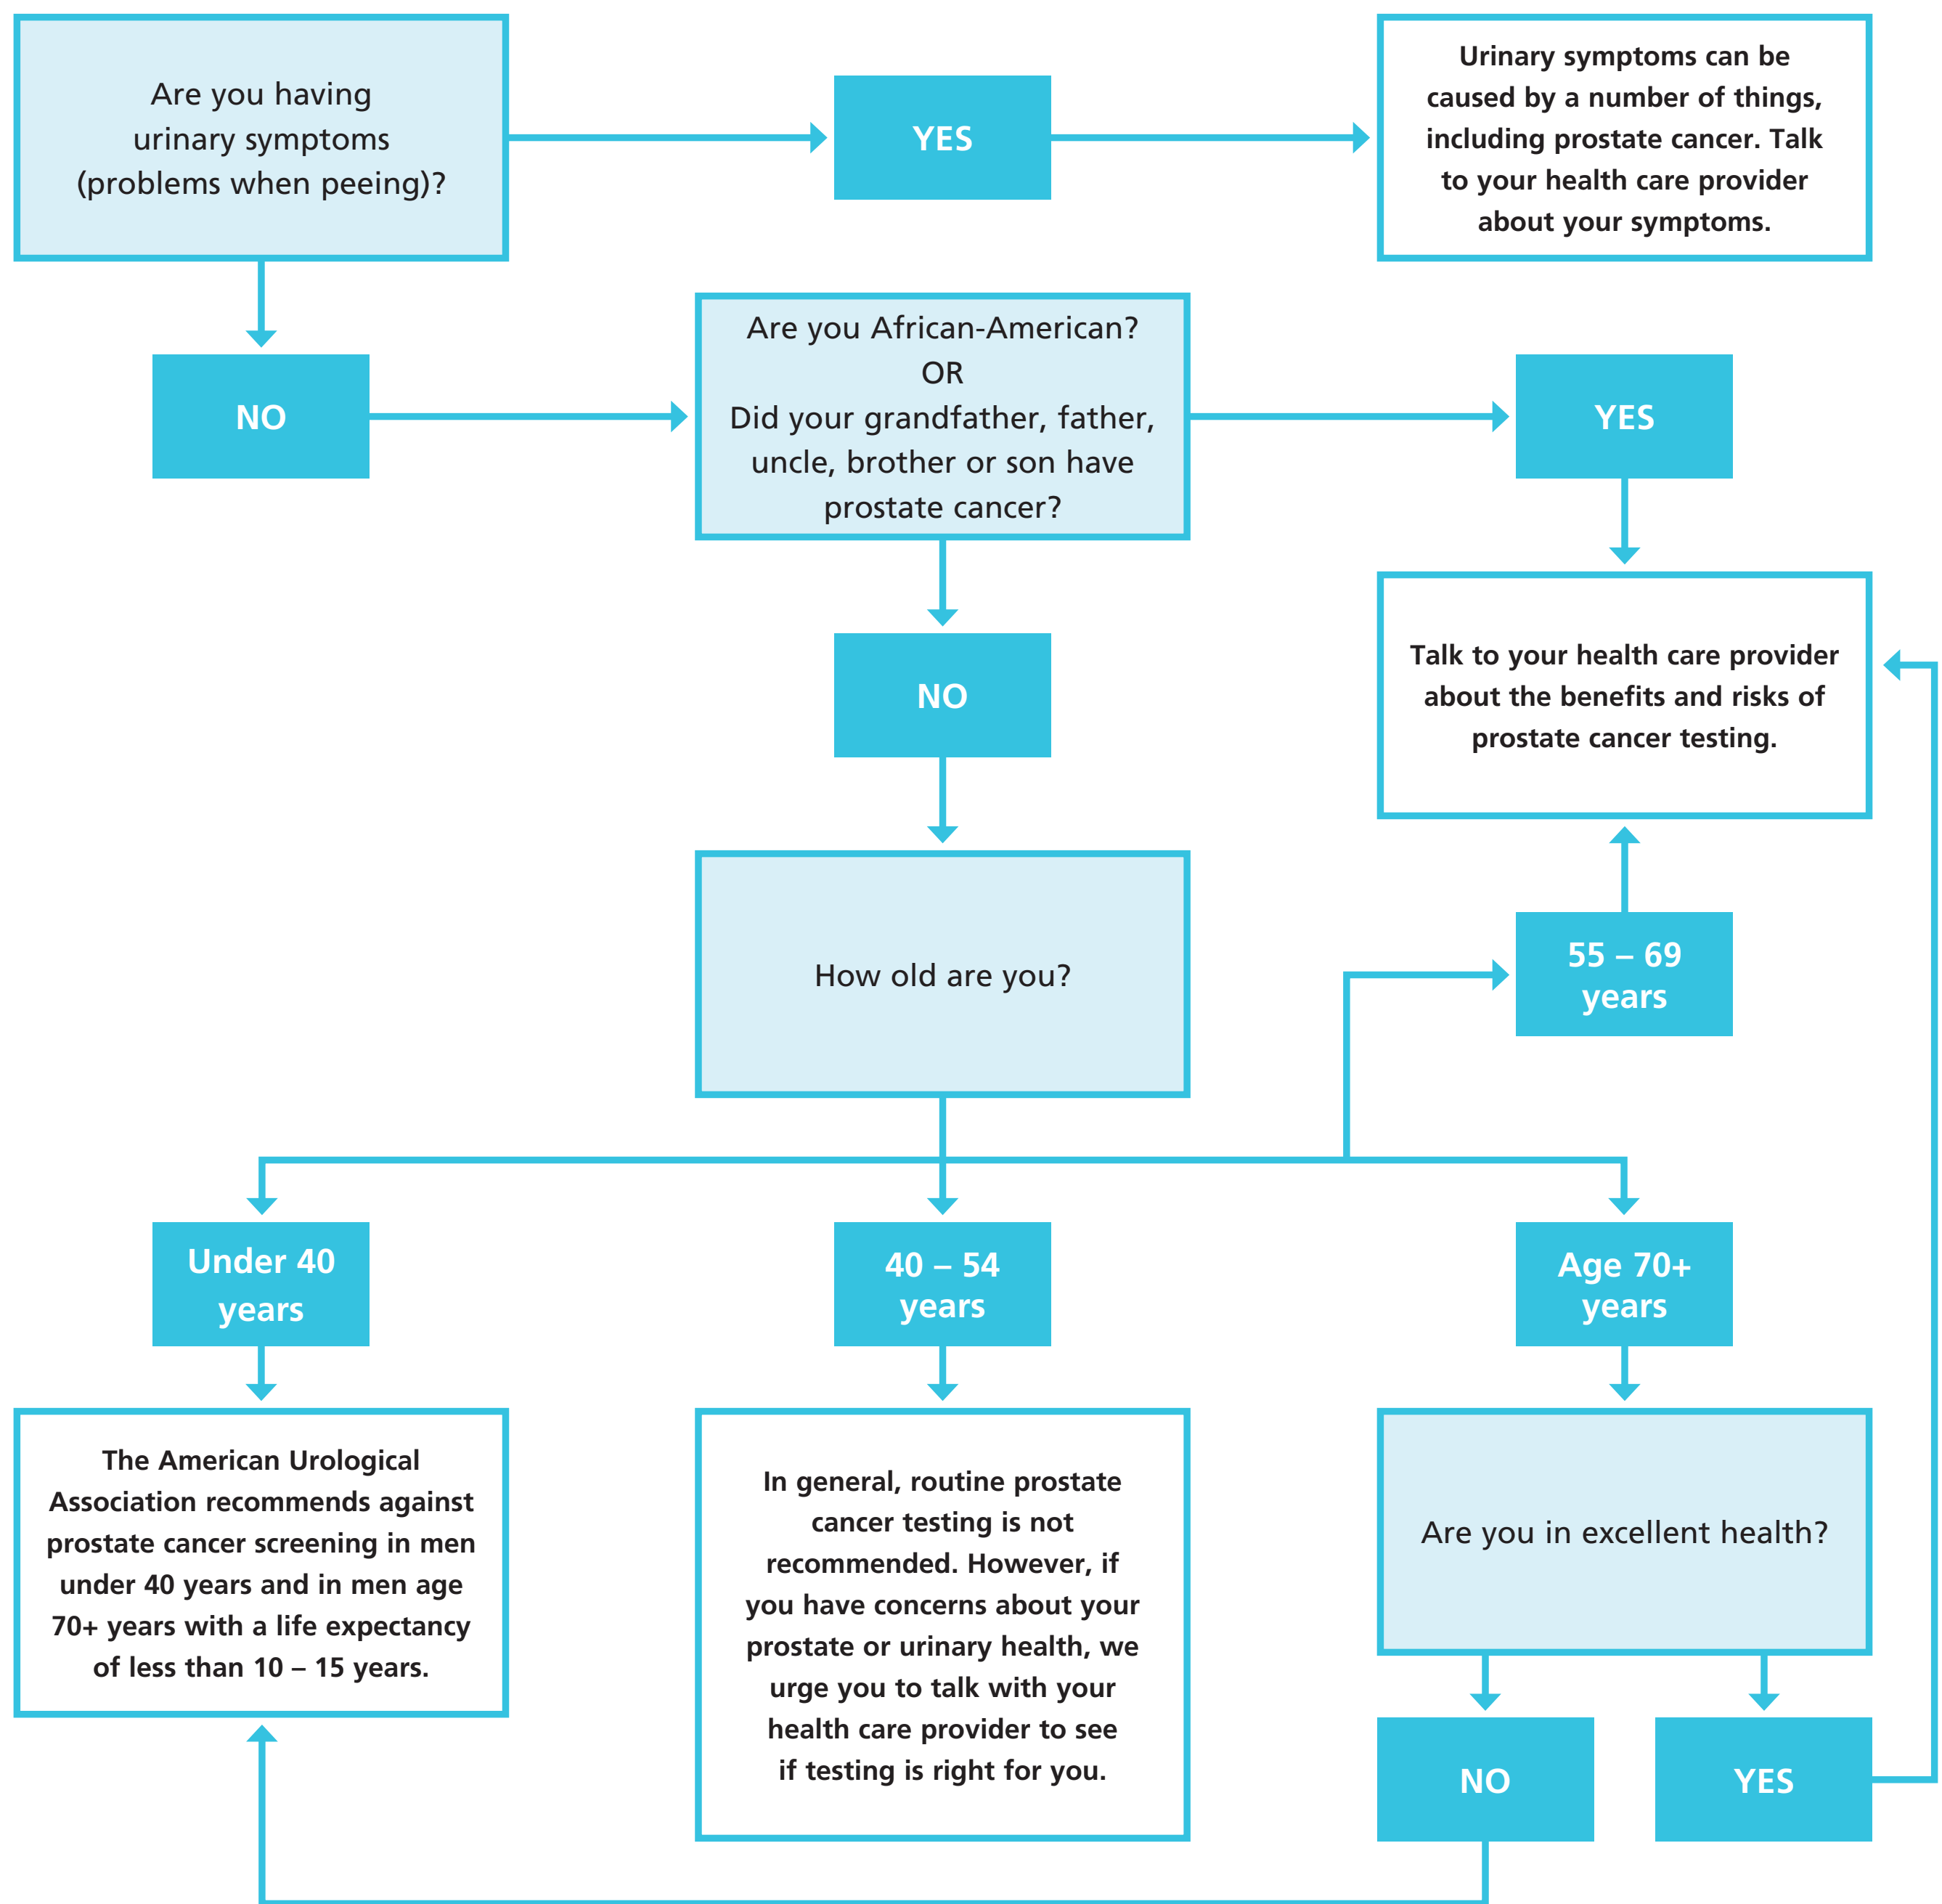 Are you having
urinary symptoms
(problems when peeing)?
YES
Urinary symptoms can be
caused by a number of things,
including prostate cancer. Talk
to your health care provider
about your symptoms.
NO
Are you African-American?
OR
Did your grandfather, father,
uncle, brother or son have
prostate cancer?
YES
NO
Talk to your health care provider
about the benefits and risks of
prostate cancer testing.
How old are you?
55 – 69
years
Under 40
years
40 – 54
years
Age 70+
years
The American Urological
Association recommends against
prostate cancer screening in men
under 40 years and in men age
70+ years with a life expectancy
of less than 10 – 15 years.
In general, routine prostate
cancer testing is not
recommended. However, if
you have concerns about your
prostate or urinary health, we
urge you to talk with your
health care provider to see
if testing is right for you.
Are you in excellent health?
NO
YES